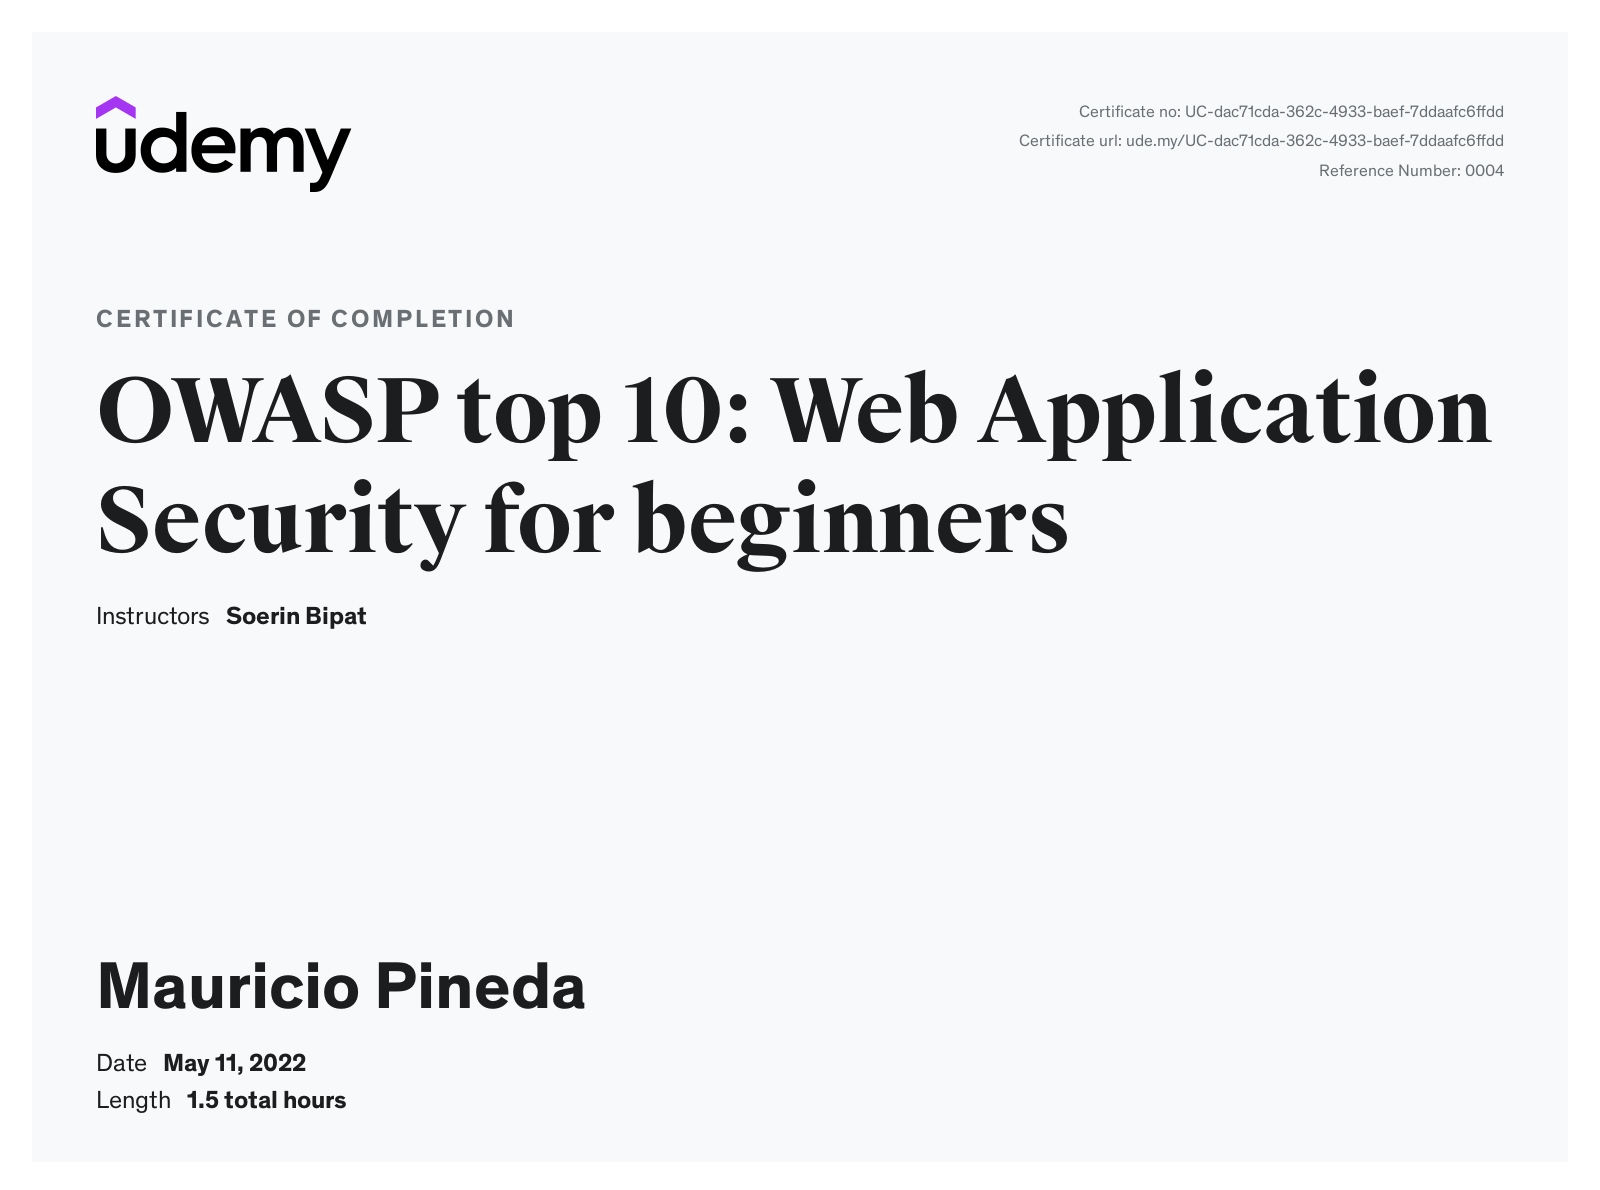 udemy
Certificate no: UC-dac71cda-362c-4933-baef-7ddaafc6ffdd
Certificate url: ude.my/UC-dac71cda-362c-4933-baef-7ddaafc6ffdd
Reference Number: 0004
CERTIFICATE OF COMPLETION
OWASP top 10: Web Application
Security for beginners
Instructors Soerin Bipat
Mauricio Pineda
Date May 11, 2022
Length 1.5 total hours